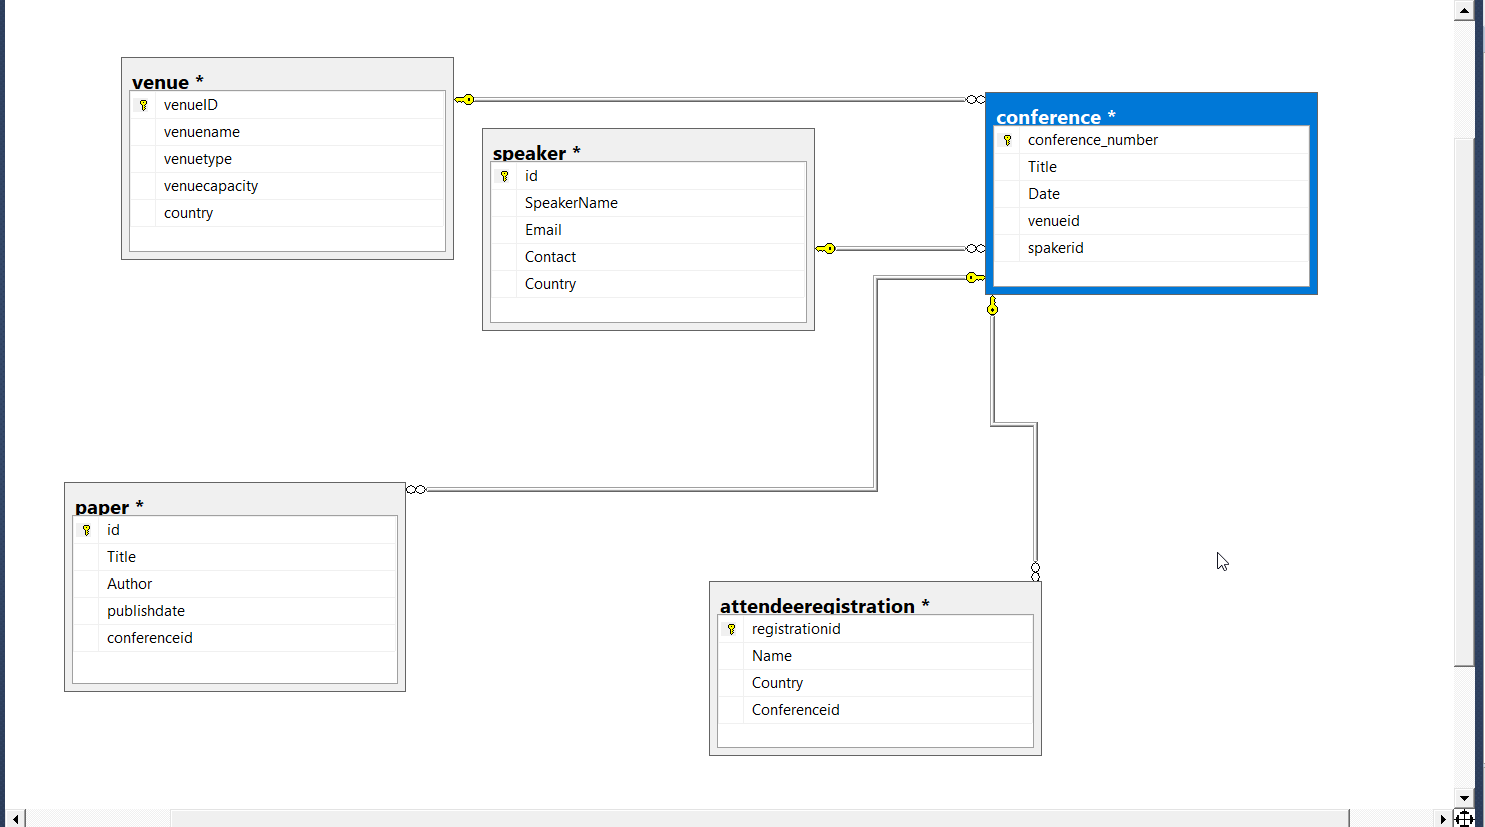 venue *
venueID
venuename
venuetype
venuecapacity
country
speaker *
id
SpeakerName
Email
Contact
Country
conference *
conference_number
Title
Date
venueid
spakerid
paper *
id
Title
Author
publishdate
conferenceid
attendeeregistration *
registrationid
Name
Country
Conferenceid